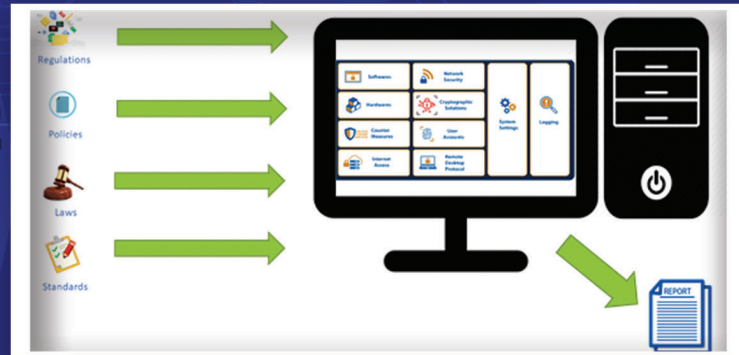 Regulations
Policies
Laws
Standards
Softwares
Network
Security
Hardwares
Cryptographic
Solutions
Counter
Measures
User
Accounts
Internet
Access
Remote
Desktop
Protocol
System
Settings
Logging
REPORT